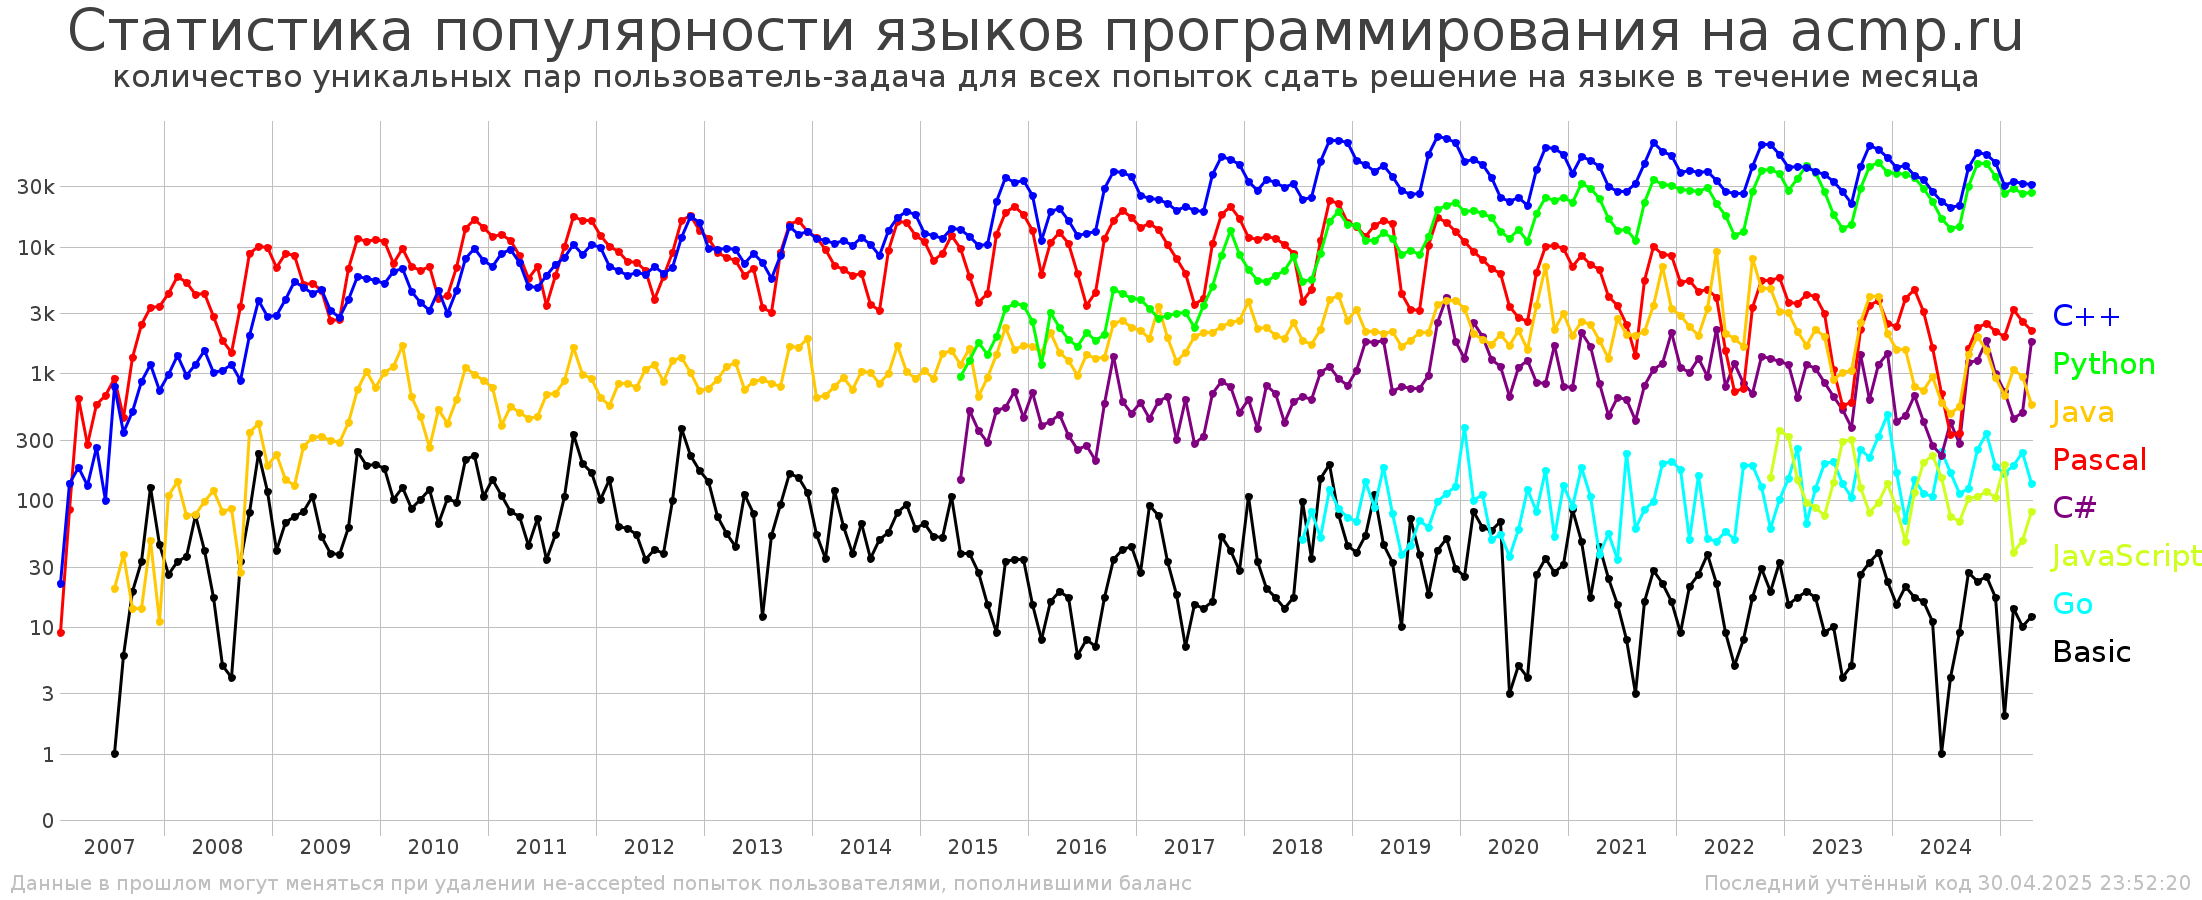 Статистика популярности языков программирования на acmp.ru
количество уникальных пар пользователь-задача для всех попыток сдать решение на языке в течение месяца
30k
10k
3k
1k
300
100
30
10
3
1
0
C++
Python
Java
Pascal
C#
JavaScript
Go
Basic
2007 2008 2009 2010 2011 2012 2013 2014 2015 2016 2017 2018 2019 2020 2021 2022 2023 2024
Данные в прошлом могут меняться при удалении не-accepted попыток пользователями, пополнившими баланс
Последний учтённый код 30.04.2025 23:52:20